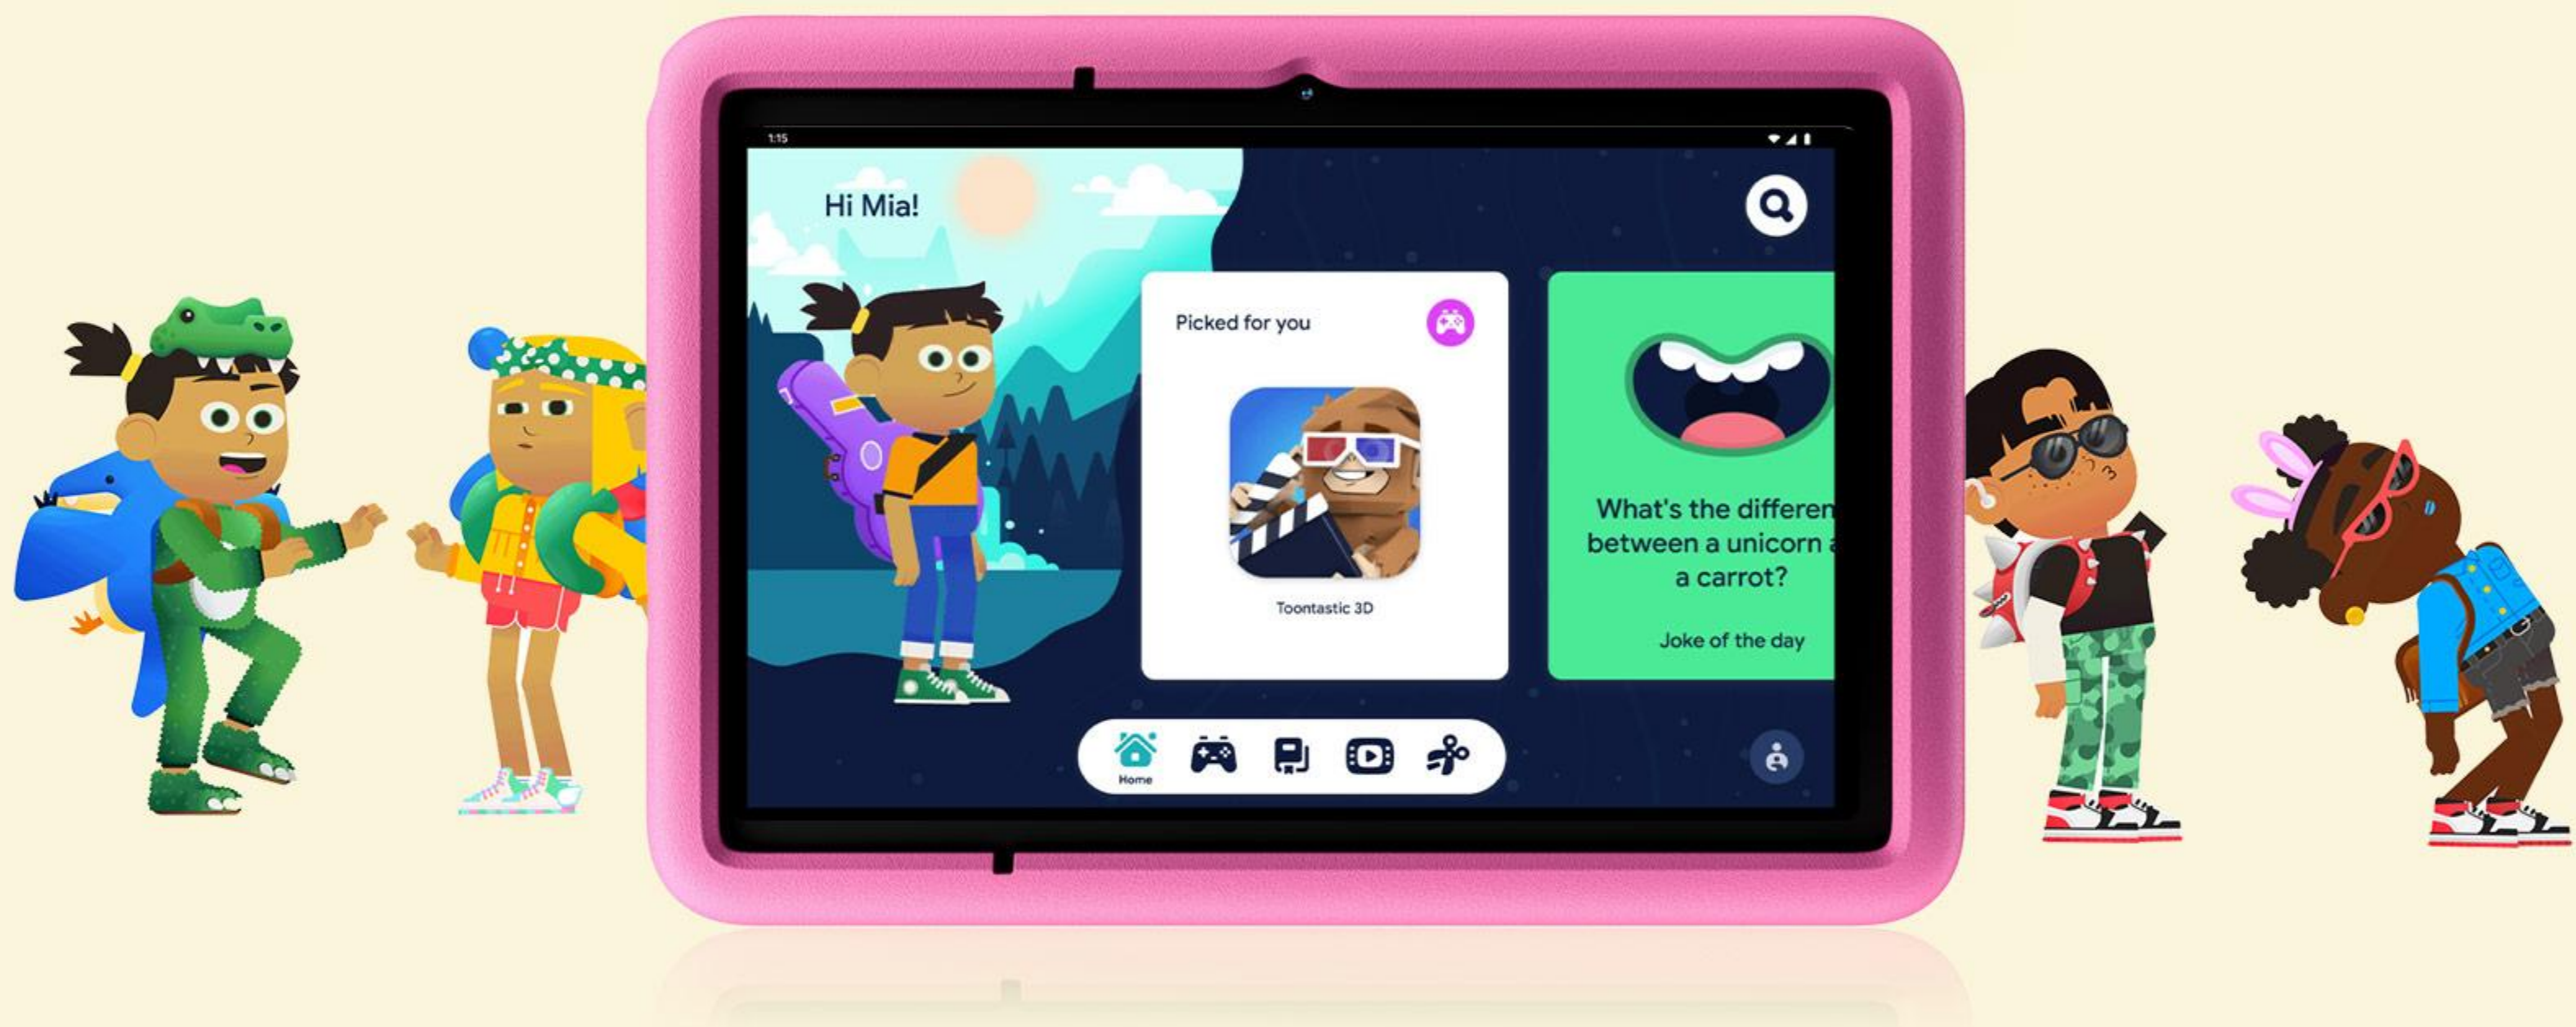 1:15
Hi Mia!
Picked for you
Toontastic 3D
What's the differen
between a unicorn a
a carrot?
Joke of the day
Home